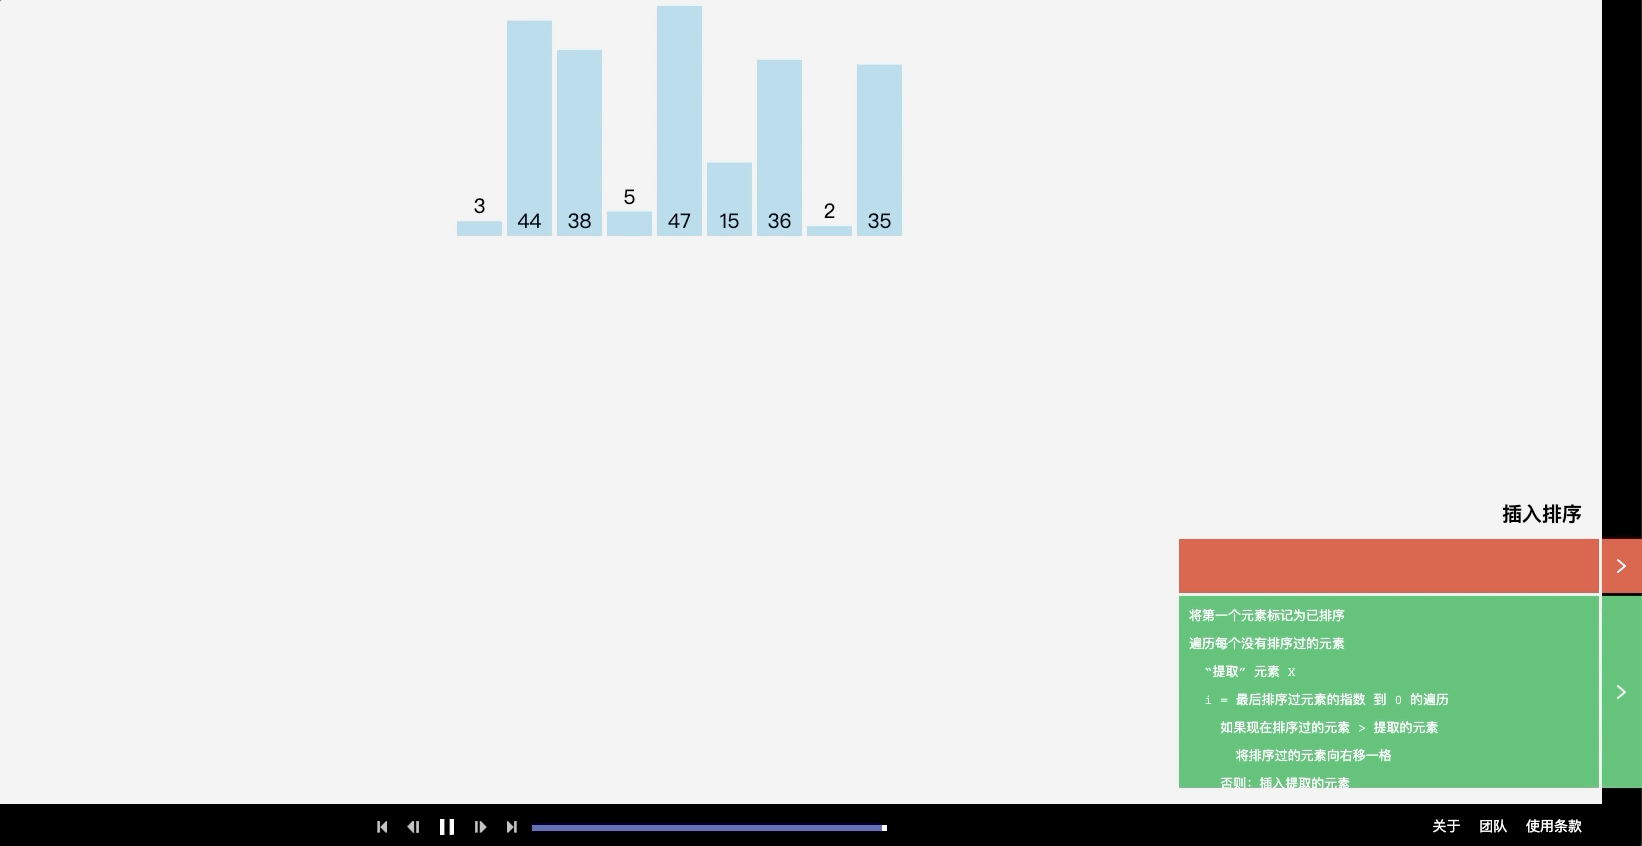 3
44
38
5
47
15
36
2
35
插入排序
将第一个元素标记为已排序
遍历每个没有排序过的元素
“提取” 元素 X
i = 最后排序过元素的指数 到 0 的遍历
如果现在排序过的元素 > 提取的元素
将排序过的元素向右移一格
否则: 插入提取的元素
关于 团队 使用条款